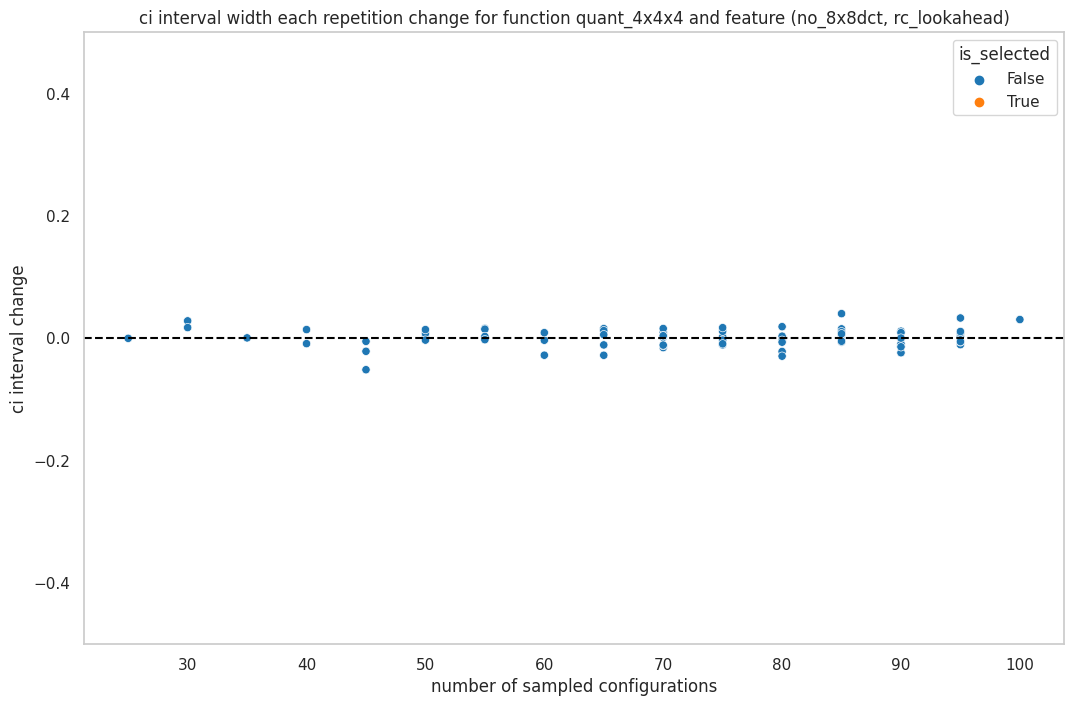 ci interval width each repetition change for function quant_4x4x4 and feature (no_8x8dct, rc_lookahead)
is_selected
False
True
ci interval change
0.4
0.2
0.0
−0.2
−0.4
30 40 50 60 70 80 90 100
number of sampled configurations